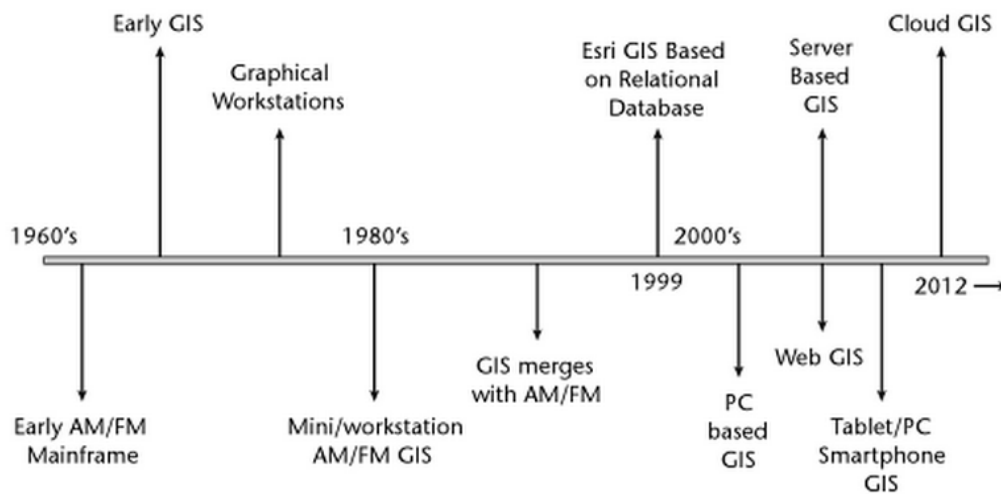 Early GIS
Graphical
Workstations
Esri GIS Based
on Relational
Database
Server
Based
GIS
Cloud GIS
1960's
1980's
2000's
1999
2012
Early AM/FM
Mainframe
Mini/workstation
AM/FM GIS
GIS merges
with AM/FM
PC
based
GIS
Web GIS
Tablet/PC
Smartphone
GIS